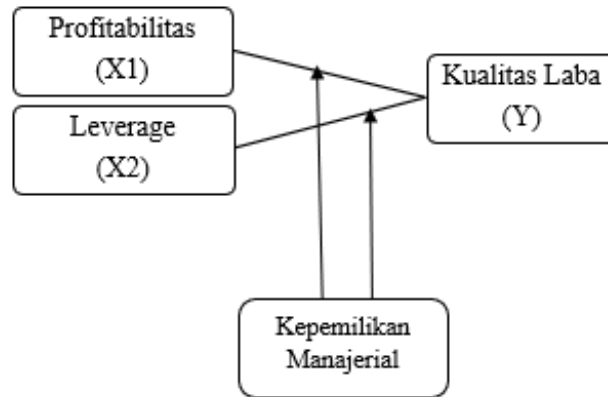 Profitabilitas
(X1)
Kualitas Laba
(Y)
Leverage
(X2)
Kepemilikan
Manajerial